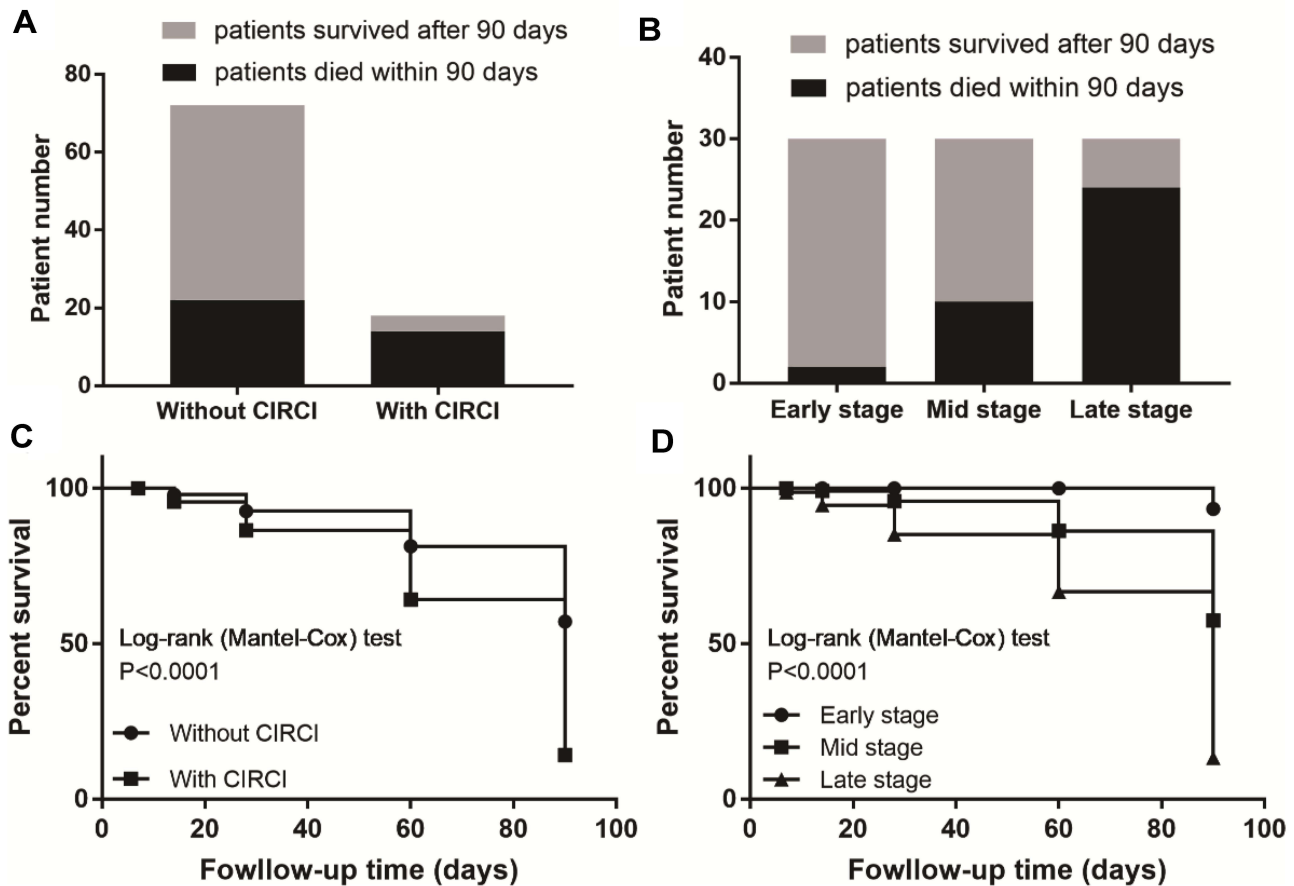 A
patients survived after 90 days
patients died within 90 days
80
60
40
20
0
Patient number
Without CIRCI
With CIRCI
B
patients survived after 90 days
patients died within 90 days
40
30
20
10
0
Patient number
Early stage
Mid stage
Late stage
C
100
50
0
Percent survival
Log-rank (Mantel-Cox) test
P<0.0001
Without CIRCI
With CIRCI
0 20 40 60 80 100
Fowllow-up time (days)
D
100
50
0
Percent survival
Log-rank (Mantel-Cox) test
P<0.0001
Early stage
Mid stage
Late stage
0 20 40 60 80 100
Fowllow-up time (days)